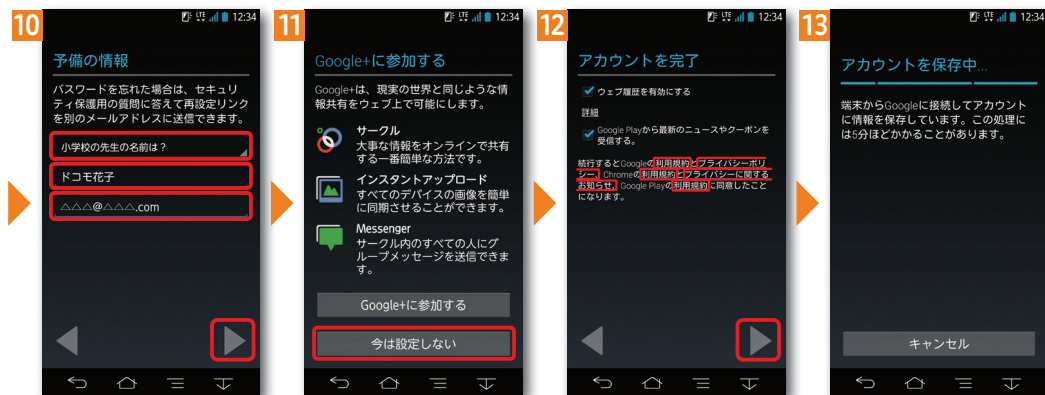 10
LTE 12:34
予備の情報
パスワードを忘れた場合は、セキュリ
ティ保護用の質問に答えて再設定リンク
を別のメールアドレスに送信できます。
小学校の先生の名前は？
ドコモ花子
△△△@△△△.com
11
LTE 12:34
Google+に参加する
Google+は、現実の世界と同じような情
報共有をウェブ上で可能にします。
サークル
大事な情報をオンラインで共有
する一番簡単な方法です。
インスタントアップロード
すべてのデバイスの画像を簡単
に同期させることができます。
Messenger
サークル内のすべての人にグ
ループメッセージを送信できま
す。
Google+に参加する
今は設定しない
12
LTE 12:34
アカウントを完了
ウェブ履歴を有効にする
詳細
Google Playから最新のニュースやクーポンを
受信する。
続行するとGoogleの利用規約とプライバシーポリ
シー、Chromeの利用規約とプライバシーに関する
お知らせ、Google Playの利用規約に同意したこと
になります。
13
LTE 12:34
アカウントを保存中...
端末からGoogleに接続してアカウント
に情報を保存しています。この処理に
は5分ほどかかることがあります。
キャンセル